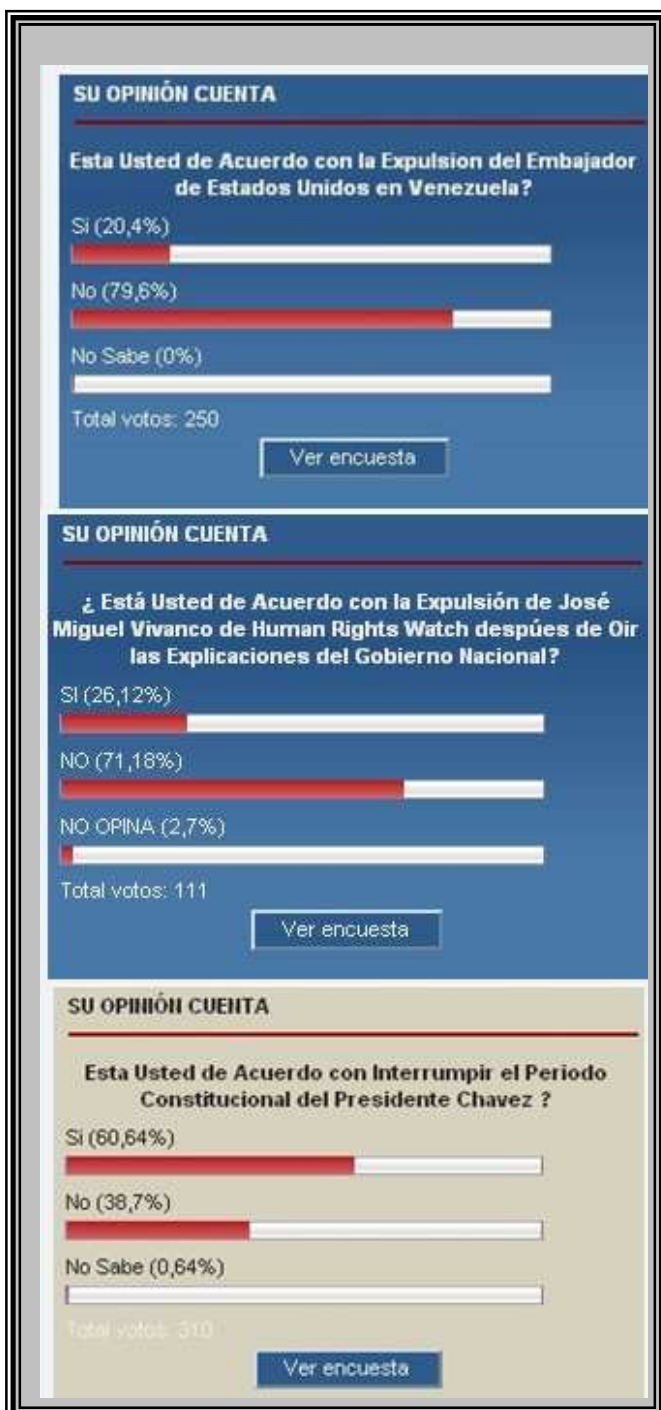 SU OPINIÓN CUENTA
Esta Usted de Acuerdo con la Expulsion del Embajador
de Estados Unidos en Venezuela?
Si (20,4%)
No (79,6%)
No Sabe (0%)
Total votos: 250
Ver encuesta
SU OPINIÓN CUENTA
¿ Está Usted de Acuerdo con la Expulsión de José
Miguel Vivanco de Human Rights Watch despúes de Oir
las Explicaciones del Gobierno Nacional?
SI (26,12%)
NO (71,18%)
NO OPINA (2,7%)
Total votos: 111
Ver encuesta
SU OPINIÓN CUENTA
Esta Usted de Acuerdo con Interrumpir el Periodo
Constitucional del Presidente Chavez ?
Si (60,64%)
No (38,7%)
No Sabe (0,64%)
Total votos: 310
Ver encuesta